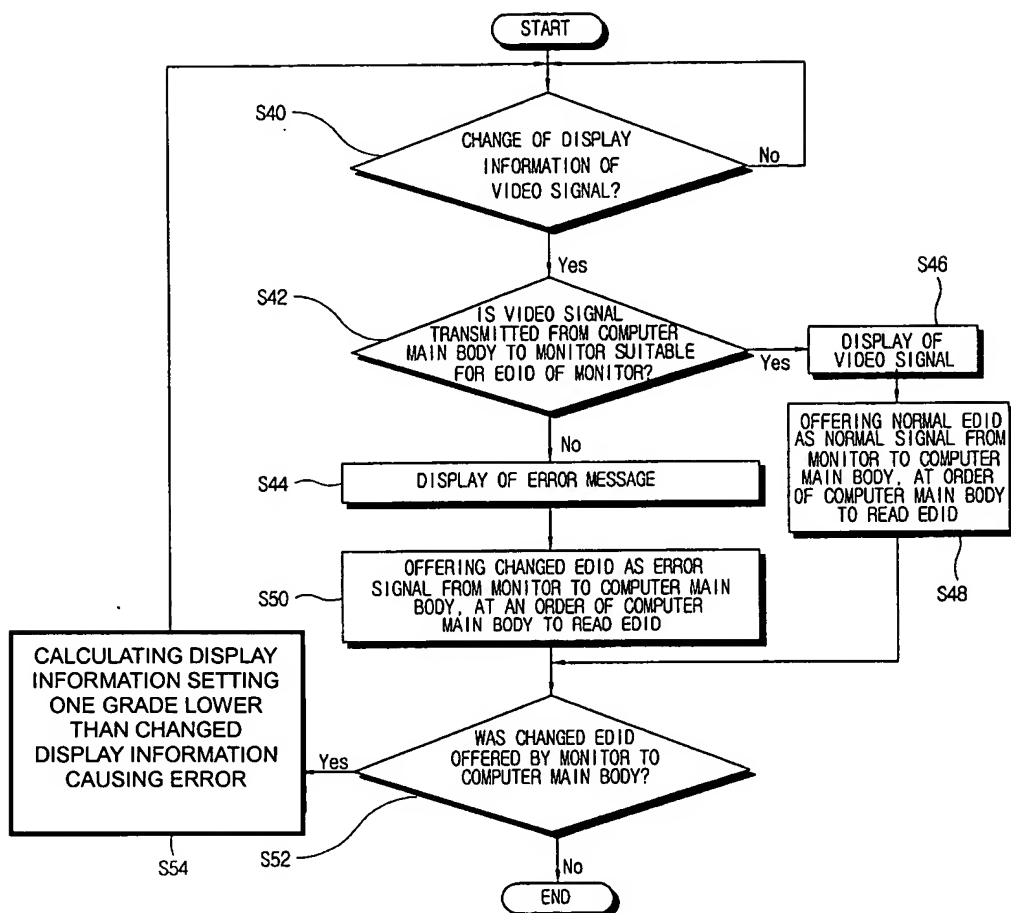 START
S40
CHANGE OF DISPLAY
INFORMATION OF
VIDEO SIGNAL?
No
Yes
S42
IS VIDEO SIGNAL
TRANSMITTED FROM COMPUTER
MAIN BODY TO MONITOR SUITABLE
FOR EDID OF MONITOR?
Yes
S46
DISPLAY OF
VIDEO SIGNAL
OFFERING NORMAL EDID
AS NORMAL SIGNAL FROM
MONITOR TO COMPUTER
MAIN BODY, AT ORDER
OF COMPUTER MAIN BODY
TO READ EDID
S48
No
S44
DISPLAY OF ERROR MESSAGE
S50
OFFERING CHANGED EDID AS ERROR
SIGNAL FROM MONITOR TO COMPUTER MAIN
BODY, AT AN ORDER OF COMPUTER
MAIN BODY TO READ EDID
CALCULATING DISPLAY
INFORMATION SETTING
ONE GRADE LOWER
THAN CHANGED
DISPLAY INFORMATION
CAUSING ERROR
S54
Yes
WAS CHANGED EDID
OFFERED BY MONITOR TO
COMPUTER MAIN BODY?
S52
No
END